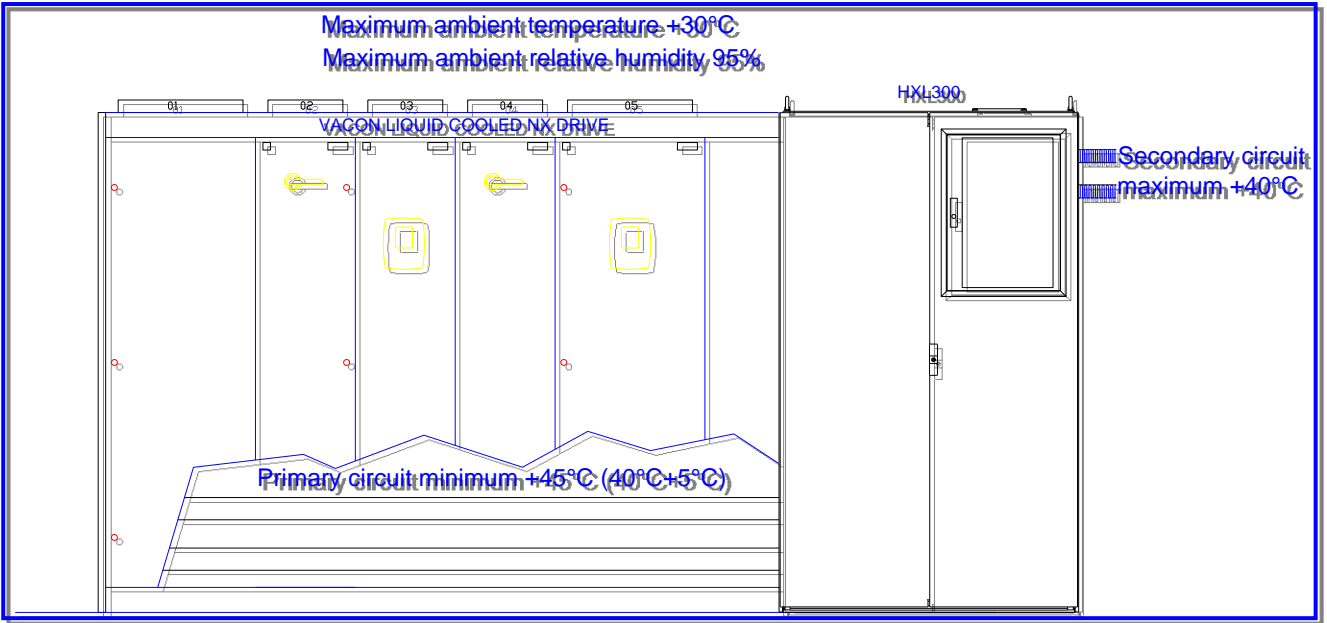 Maximum ambient temperature +30°C
Maximum ambient relative humidity 95%
HXL300
01 02 03 04 05
VACON LIQUID COOLED NX DRIVE
Secondary circuit
maximum +40°C
Primary circuit minimum +45°C (40°C+5°C)